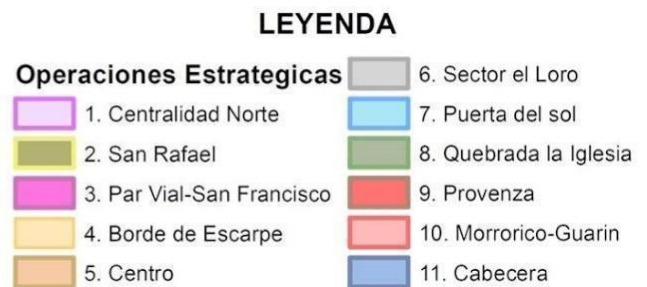 LEYENDA
Operaciones Estrategicas
1. Centralidad Norte
2. San Rafael
3. Par Vial-San Francisco
4. Borde de Escarpe
5. Centro
6. Sector el Loro
7. Puerta del sol
8. Quebrada la Iglesia
9. Provenza
10. Morrorico-Guarin
11. Cabecera